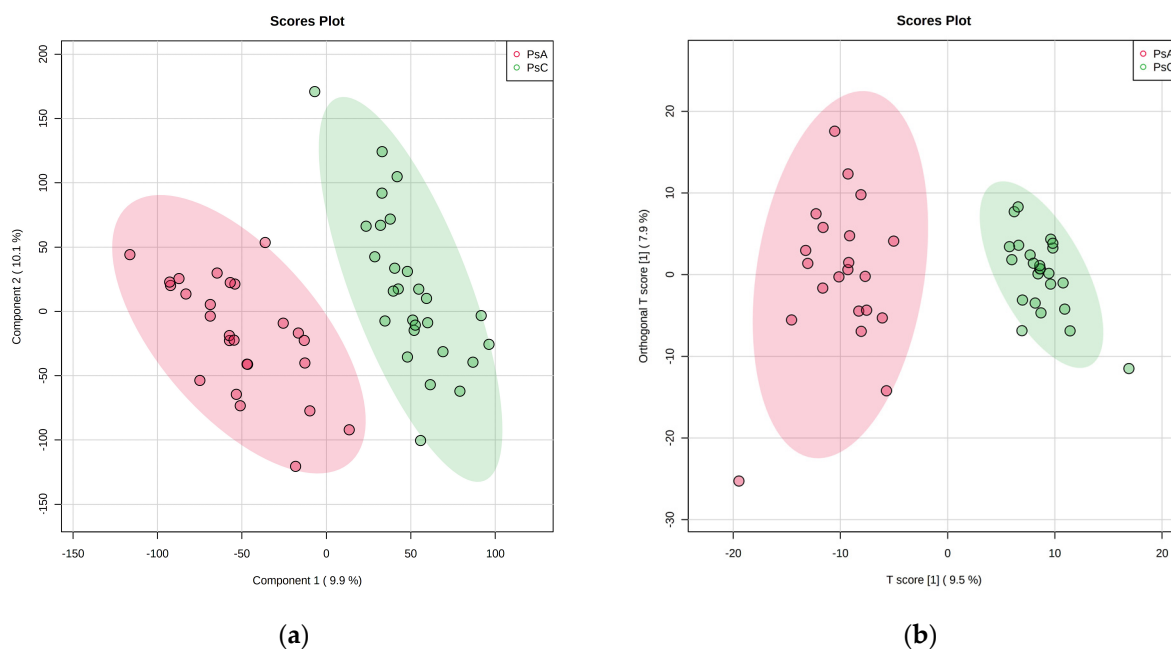 Scores Plot
PsA
PsC
200
150
100
50
0
-50
-100
-150
Component 2 ( 10.1 %)
-150
-100
-50
0
50
100
Component 1 ( 9.9 %)
(a)
Scores Plot
PsA
PsC
20
10
0
-10
-20
-30
Orthogonal T score [1] ( 7.9 %)
-20
-10
0
10
20
T score [1] ( 9.5 %)
(b)